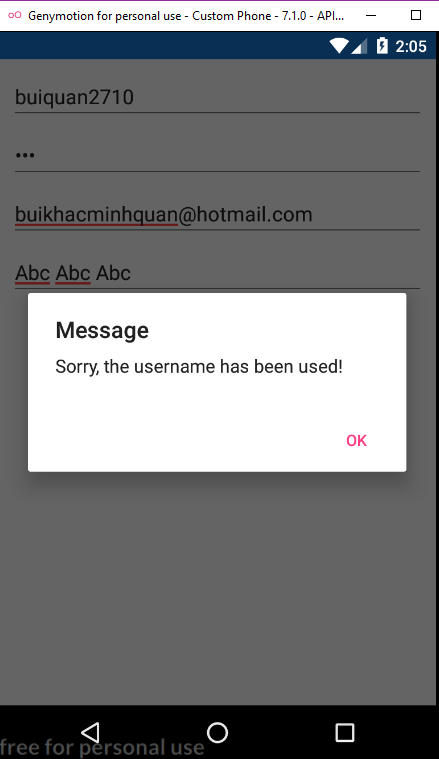 Genymotion for personal use - Custom Phone - 7.1.0 - API...
2:05
buiquan2710
•••
buikhacminhquan@hotmail.com
Abc Abc Abc
Message
Sorry, the username has been used!
OK
free for personal use